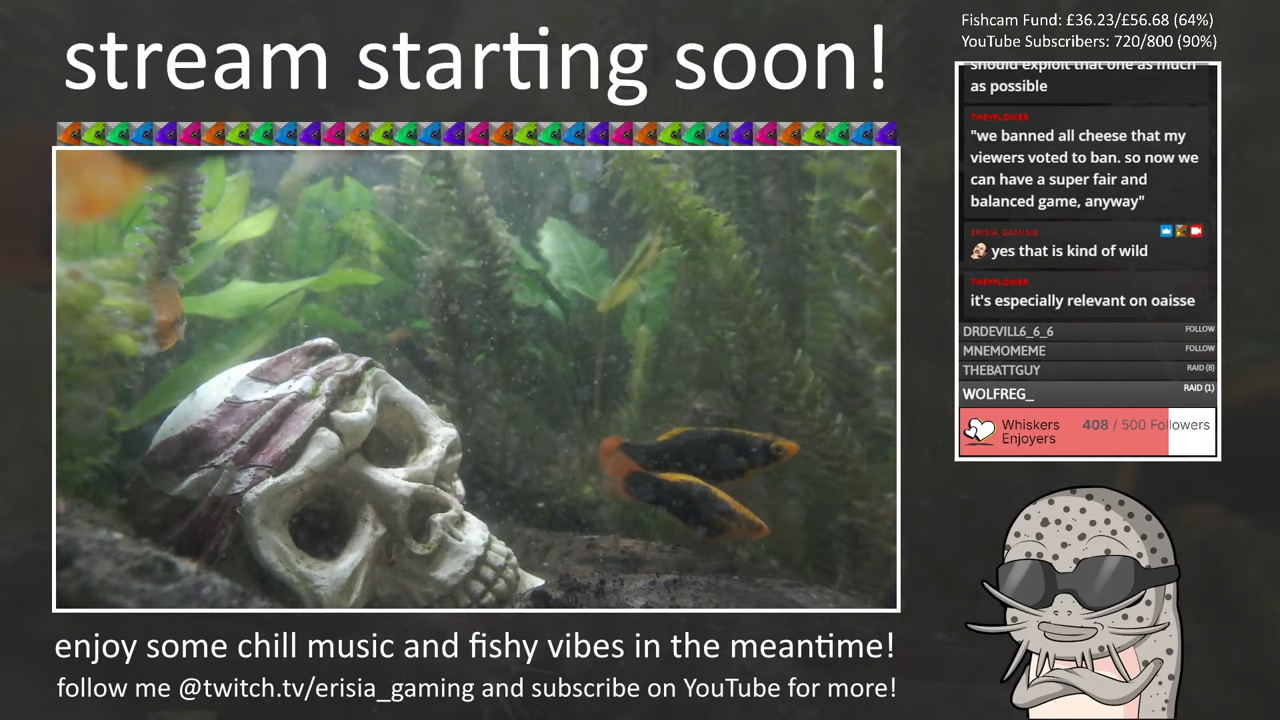 stream starting soon!
Fishcam Fund: £36.23/£56.68 (64%)
YouTube Subscribers: 720/800 (90%)
should exploit that one as much
as possible
THEYFLOWER
"we banned all cheese that my
viewers voted to ban. so now we
can have a super fair and
balanced game, anyway"
ERISIA_GAMING
yes that is kind of wild
THEYFLOWER
it's especially relevant on oaisse
DRDEVILL6_6_6 FOLLOW
MNEMOMEME FOLLOW
THEBATTGUY RAID (8)
WOLFREG_ RAID (1)
Whiskers 408 / 500 Followers
Enjoyers
enjoy some chill music and fishy vibes in the meantime!
follow me @twitch.tv/erisia_gaming and subscribe on YouTube for more!